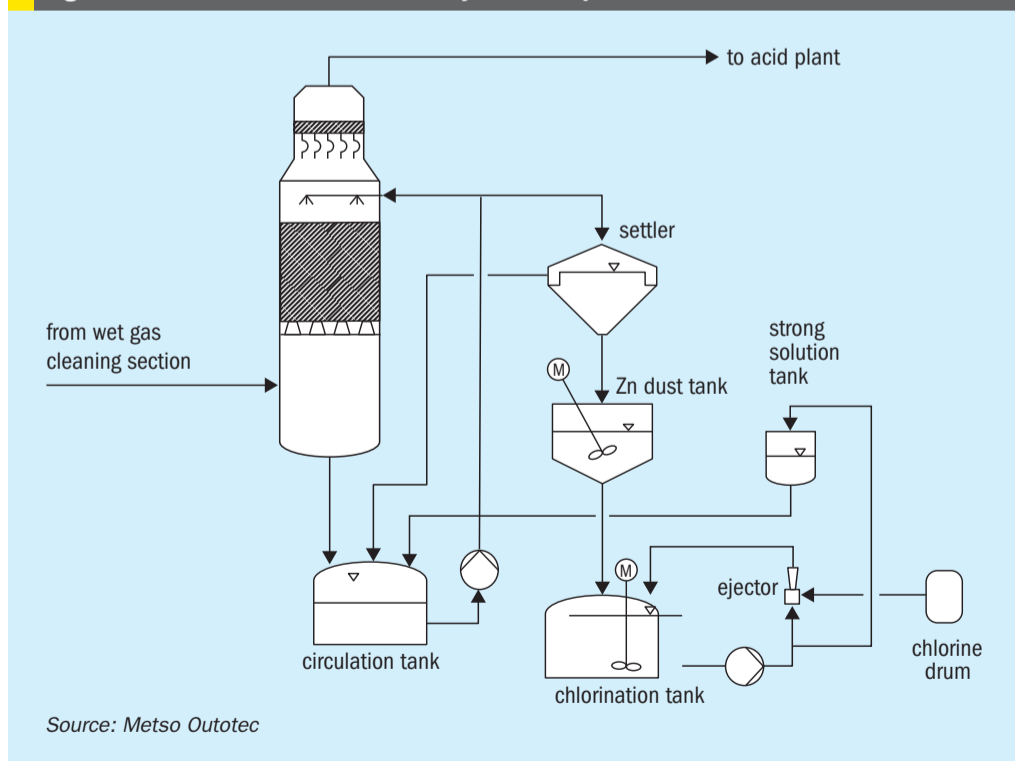 to acid plant
settler
from wet gas
cleaning section
strong
solution
tank
M
Zn dust tank
M
ejector
circulation tank
chlorination tank
chlorine
drum
Source: Metso Outotec